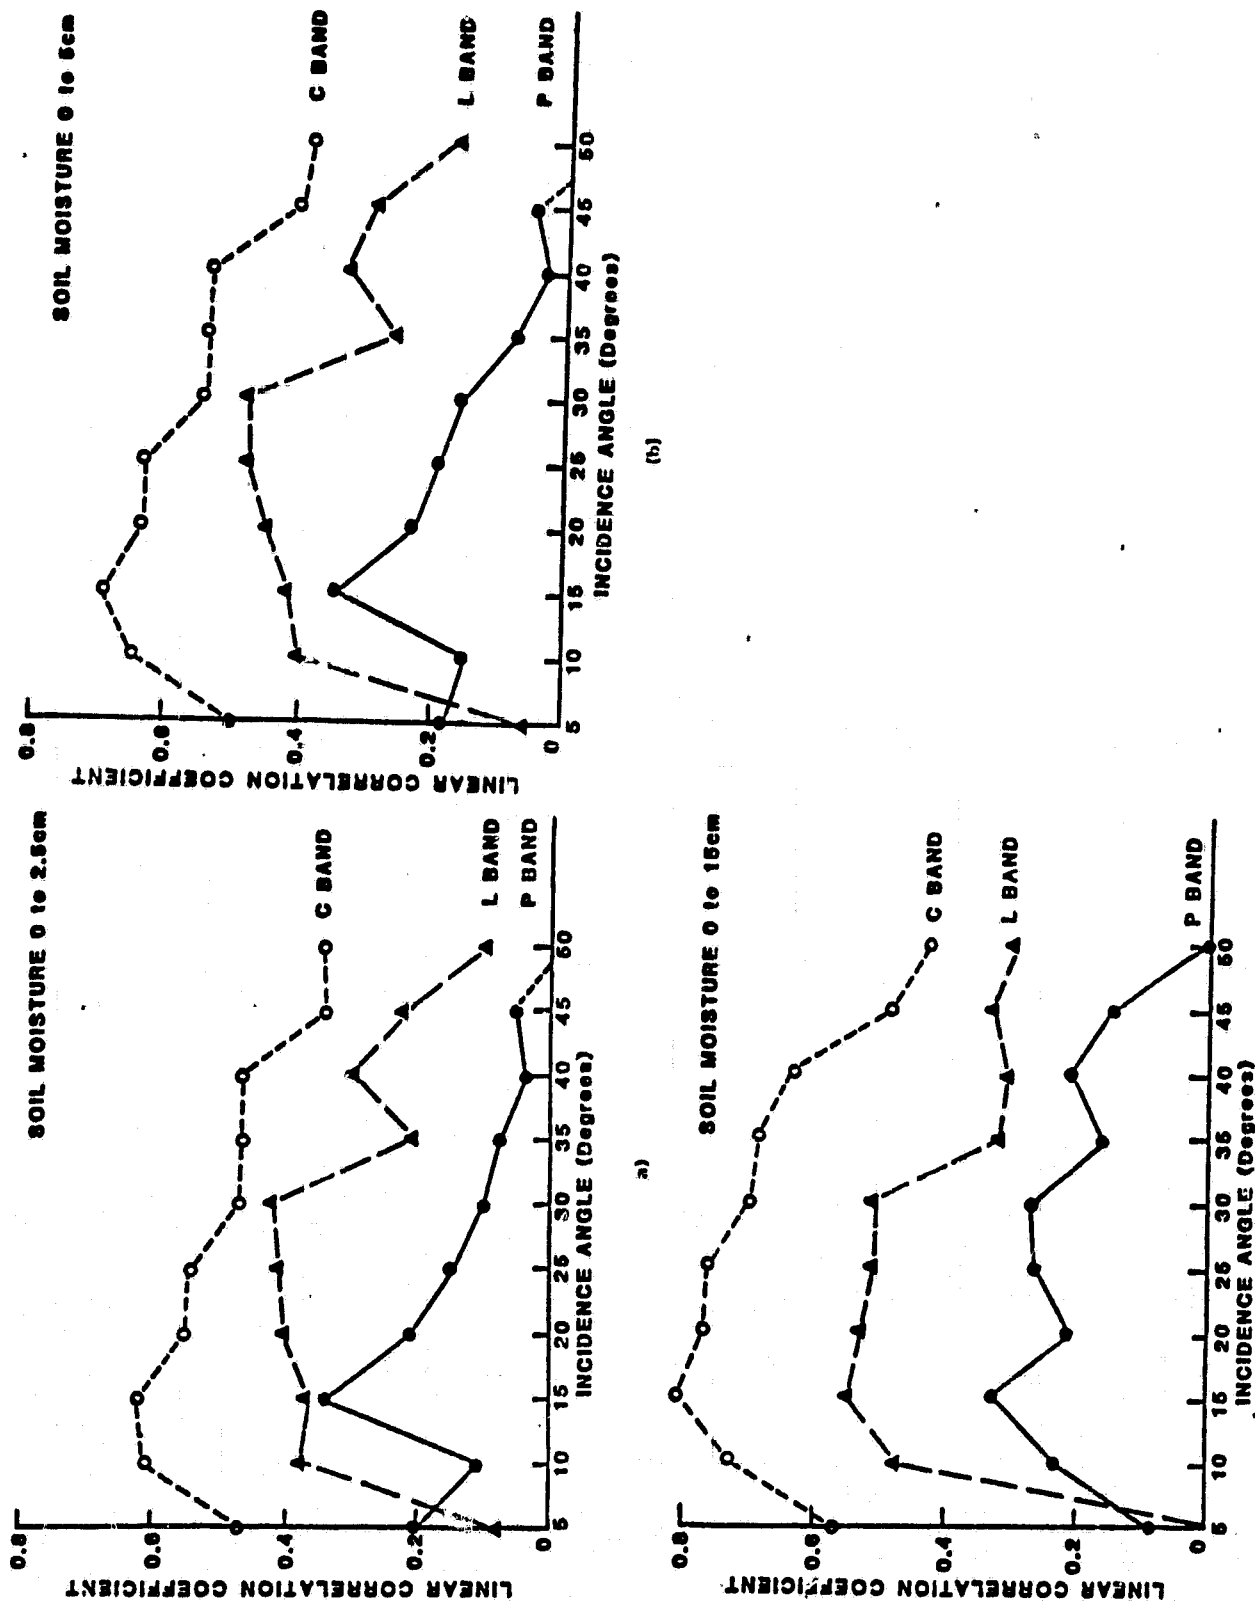 SOIL MOISTURE 0 to 2.5cm
LINEAR CORRELATION COEFFICIENT
0.8
0.6
0.4
0.2
0
C BAND
L BAND
P BAND
5 10 15 20 25 30 35 40 45 50
INCIDENCE ANGLE (Degrees)
a)
SOIL MOISTURE 0 to 5cm
LINEAR CORRELATION COEFFICIENT
0.8
0.6
0.4
0.2
0
C BAND
L BAND
P BAND
5 10 15 20 25 30 35 40 45 50
INCIDENCE ANGLE (Degrees)
(b)
SOIL MOISTURE 0 to 15cm
LINEAR CORRELATION COEFFICIENT
0.8
0.6
0.4
0.2
0
C BAND
L BAND
P BAND
5 10 15 20 25 30 35 40 45 50
INCIDENCE ANGLE (Degrees)